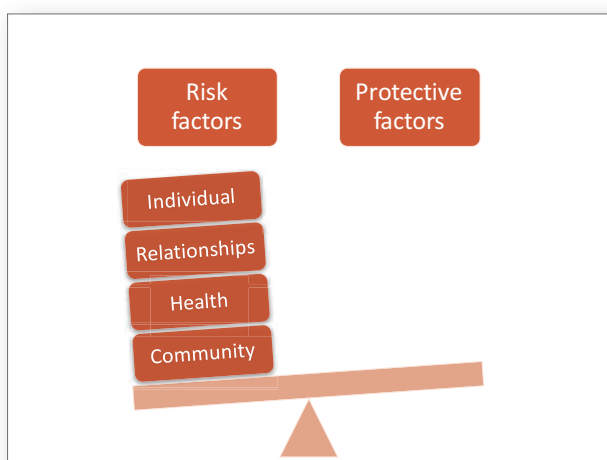 Risk
factors
Protective
factors
Individual
Relationships
Health
Community